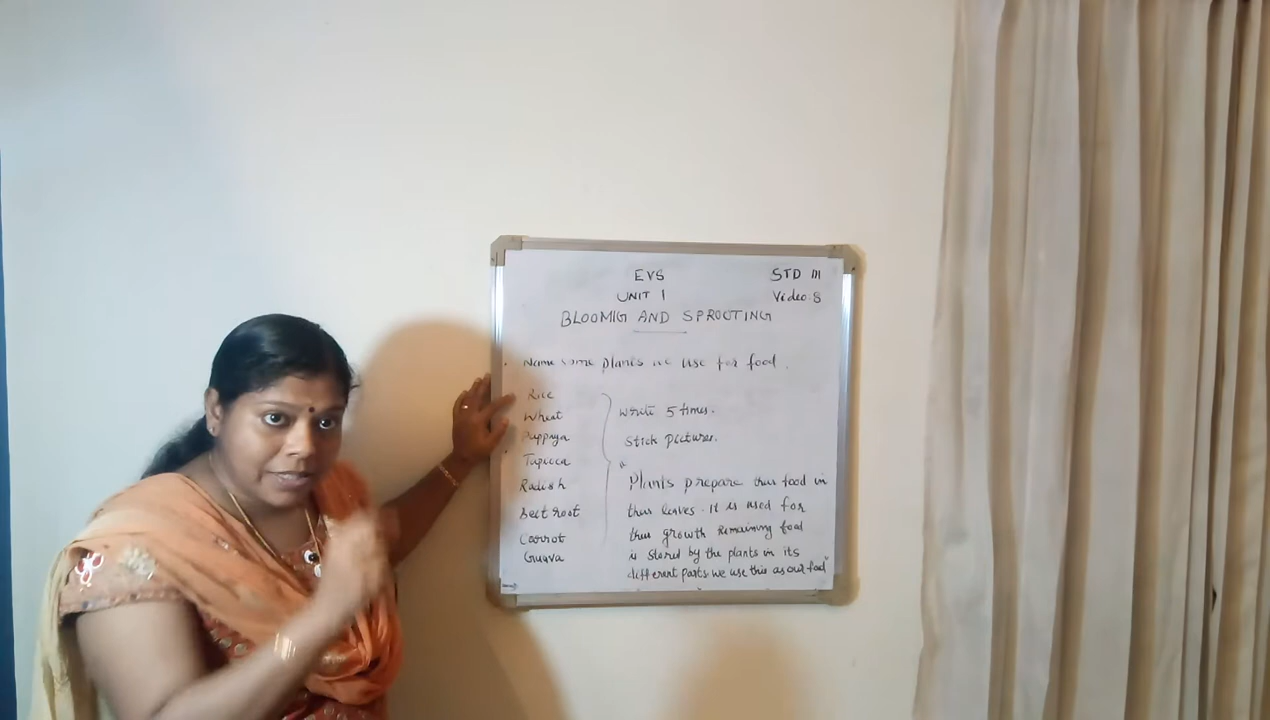 EVS
STD III
UNIT 1
Video: 8
BLOOMIG AND SPROUTING
Name some plants we use for food.
Rice
Wheat
Pappaya
Tapioca
Radish
Beet root
Carrot
Guava
Write 5 times.
Stick pictures.
"Plants prepare their food in
their leaves. It is used for
their growth Remaining food
is stored by the plants in its
different parts. We use this as our food"